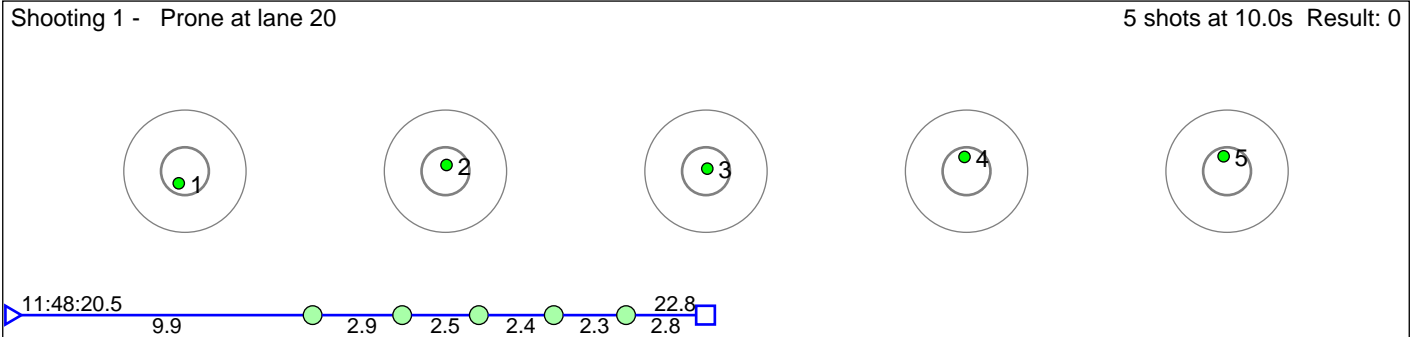 Shooting 1 - Prone at lane 20 5 shots at 10.0s Result: 0
1 2 3 4 5
11:48:20.5 22.8
9.9 2.9 2.5 2.4 2.3 2.8